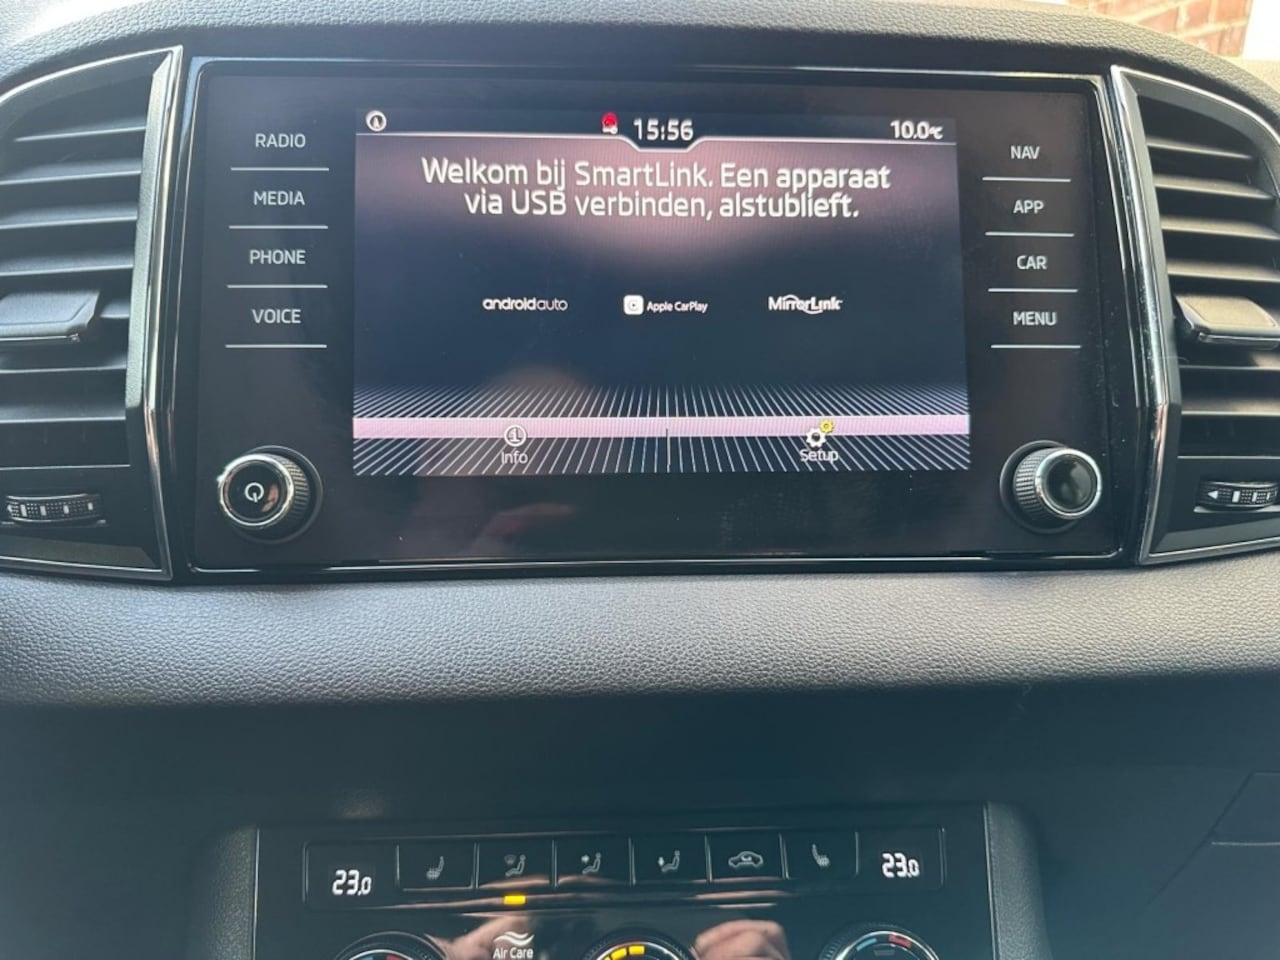 15:56
10.0°C
RADIO
MEDIA
PHONE
VOICE
Welkom bij SmartLink. Een apparaat
via USB verbinden, alstublieft.
androidauto
Apple CarPlay
MirrorLink
Info
Setup
NAV
APP
CAR
MENU
23,0
23,0
Air Care